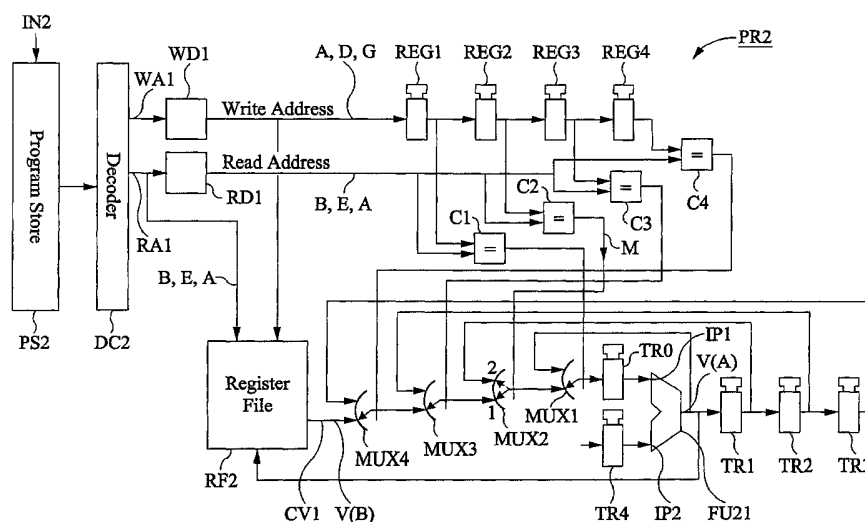 IN2
WD1
A, D, G
REG1
REG2
REG3
REG4
PR2
WA1
Write Address
Program Store
Decoder
Read Address
RD1
RA1
B, E, A
C1
C2
C3
C4
=
=
=
=
M
B, E, A
PS2
DC2
Register
File
2
1
TR0
IP1
V(A)
MUX1
MUX2
MUX3
MUX4
TR1
TR2
RF2
CV1
V(B)
TR4
IP2
FU21